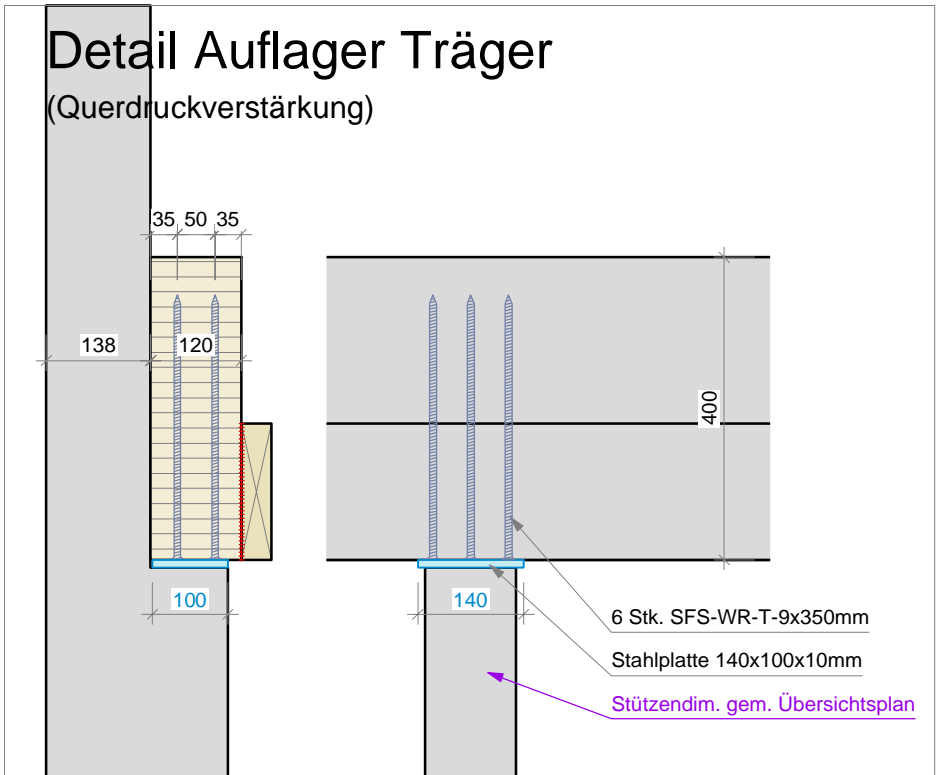 Detail Auflager Träger
(Querdruckverstärkung)
35 50 35
138
120
400
100
140
6 Stk. SFS-WR-T-9x350mm
Stahlplatte 140x100x10mm
Stützendim. gem. Übersichtsplan